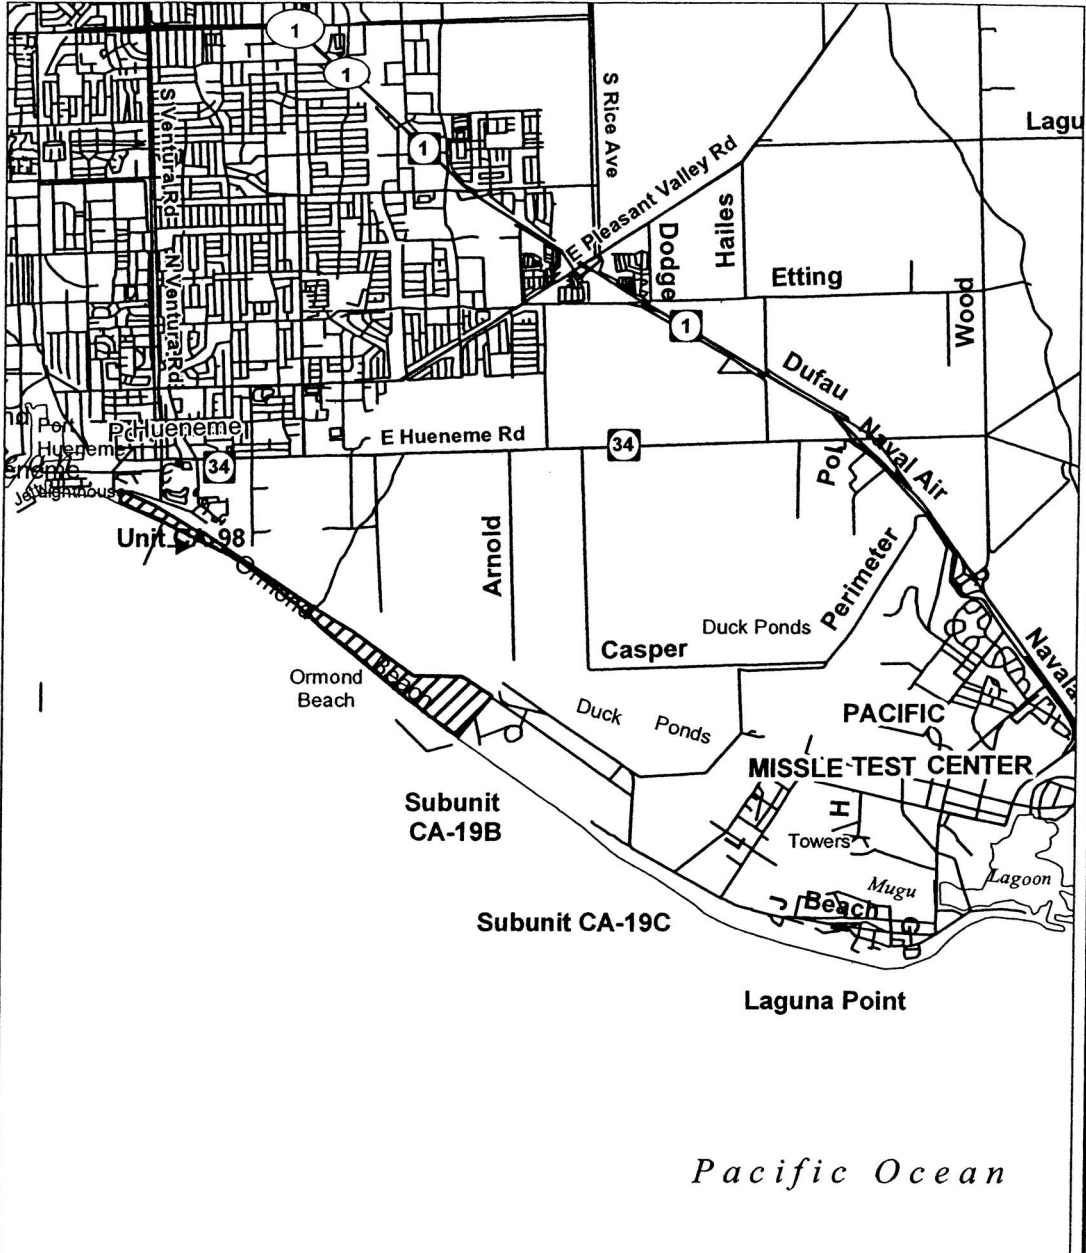 1
1
1
S Ventura Rd
S Rice Ave
Lagu
E Pleasant Valley Rd
Hailes
Dodge
Etting
N Ventura Rd
Wood
1
Dufau
Port
Hueneme
Hueneme
E Hueneme Rd
34
34
Naval Air
eneme
Lighthouse
Unit CA-98
Ormond
Beach
Arnold
Perimeter
Duck Ponds
Casper
Navala
Ormond
Beach
Duck Ponds
PACIFIC
MISSLE TEST CENTER
Subunit
CA-19B
H
Towers
Lagoon
Mugu
J
Beach
G
D
Subunit CA-19C
Laguna Point
Pacific Ocean